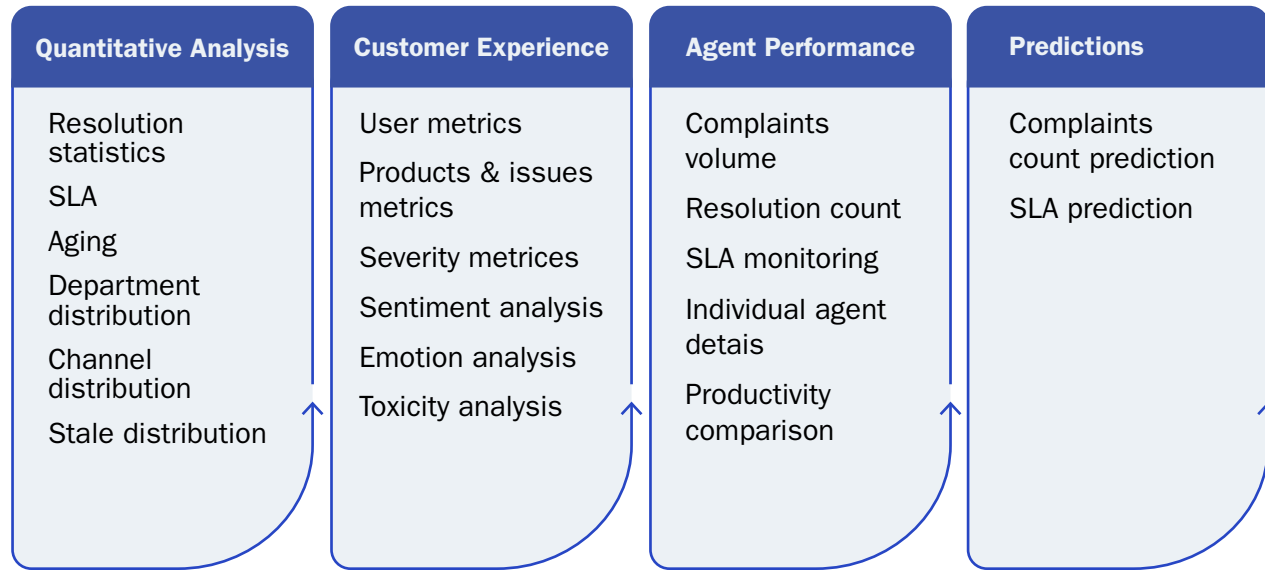 Quantitative Analysis
Resolution
statistics
SLA
Aging
Department
distribution
Channel
distribution
Stale distribution
Customer Experience
User metrics
Products & issues
metrics
Severity metrices
Sentiment analysis
Emotion analysis
Toxicity analysis
Agent Performance
Complaints
volume
Resolution count
SLA monitoring
Individual agent
detais
Productivity
comparison
Predictions
Complaints
count prediction
SLA prediction